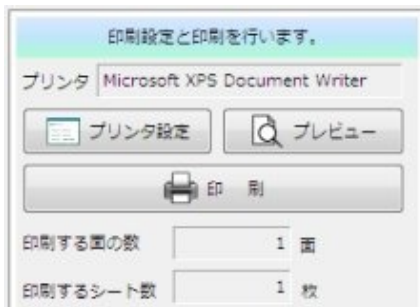 印刷設定と印刷を行います。
プリンタ Microsoft XPS Document Writer
プリンタ設定 プレビュー
印 刷
印刷する面の数 1 面
印刷するシート数 1 枚